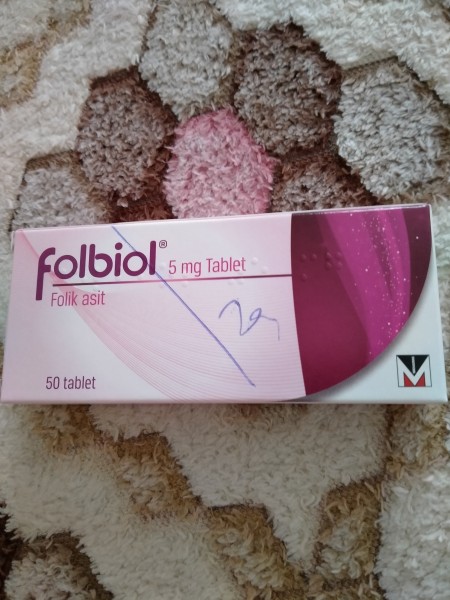 folbiol® 5 mg Tablet
Folik asit
50 tablet